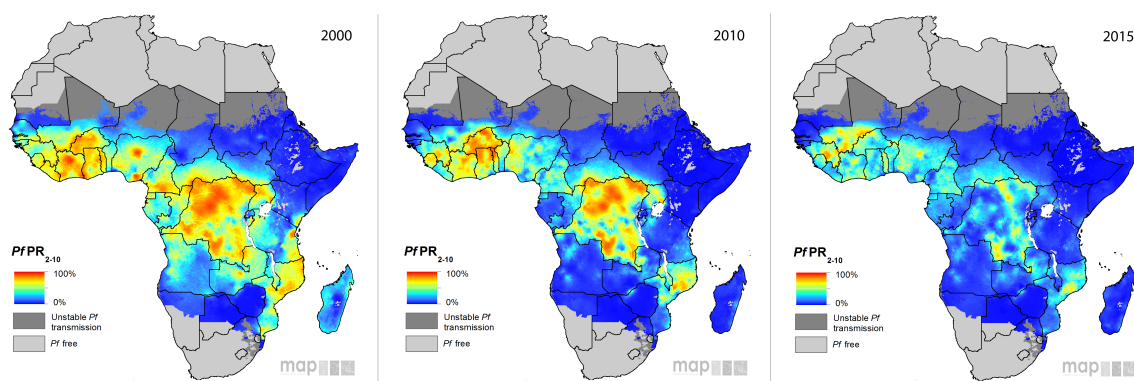 2000
PfPR2-10
100%
0%
Unstable Pf
transmission
Pf free
map
2010
PfPR2-10
100%
0%
Unstable Pf
transmission
Pf free
map
2015
PfPR2-10
100%
0%
Unstable Pf
transmission
Pf free
map